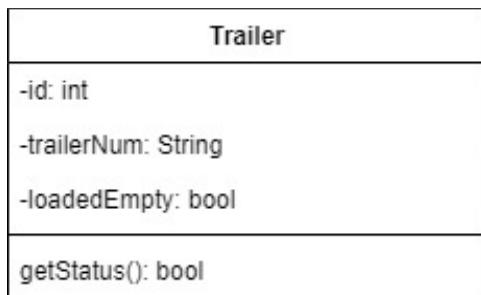 Trailer
-id: int
-trailerNum: String
-loadedEmpty: bool
getStatus(): bool